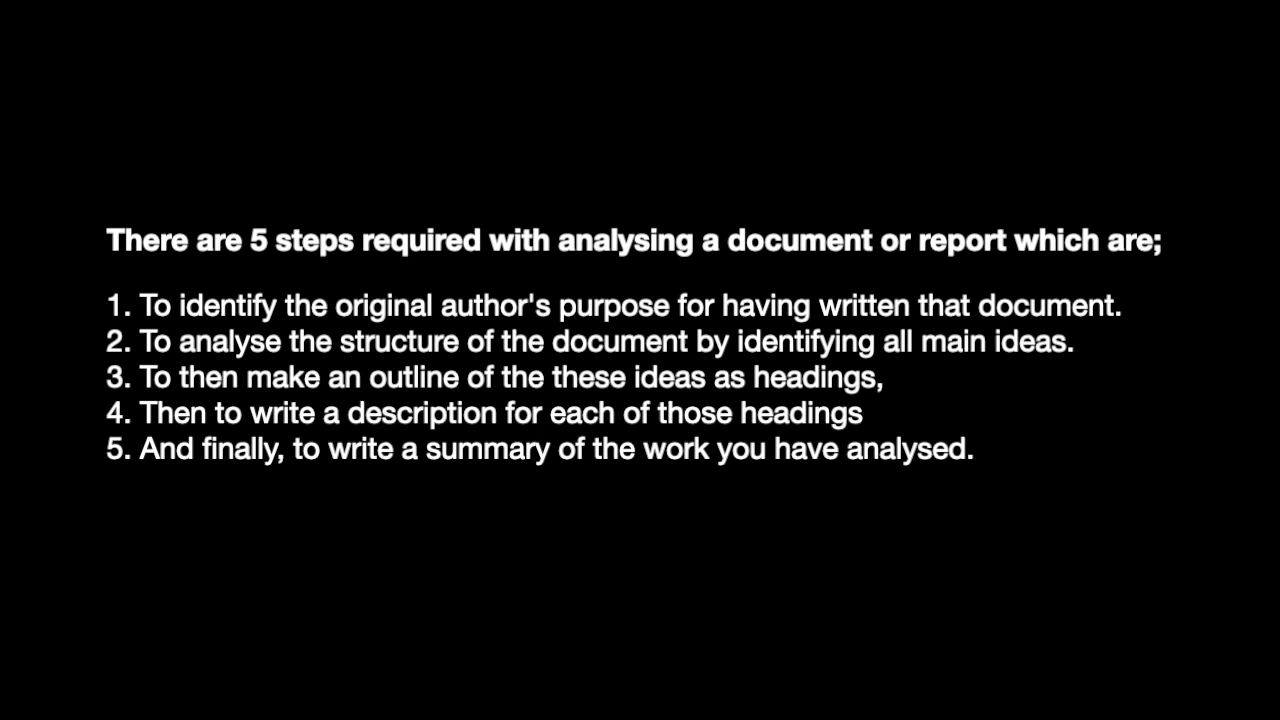 There are 5 steps required with analysing a document or report which are;
1. To identify the original author's purpose for having written that document.
2. To analyse the structure of the document by identifying all main ideas.
3. To then make an outline of the these ideas as headings,
4. Then to write a description for each of those headings
5. And finally, to write a summary of the work you have analysed.